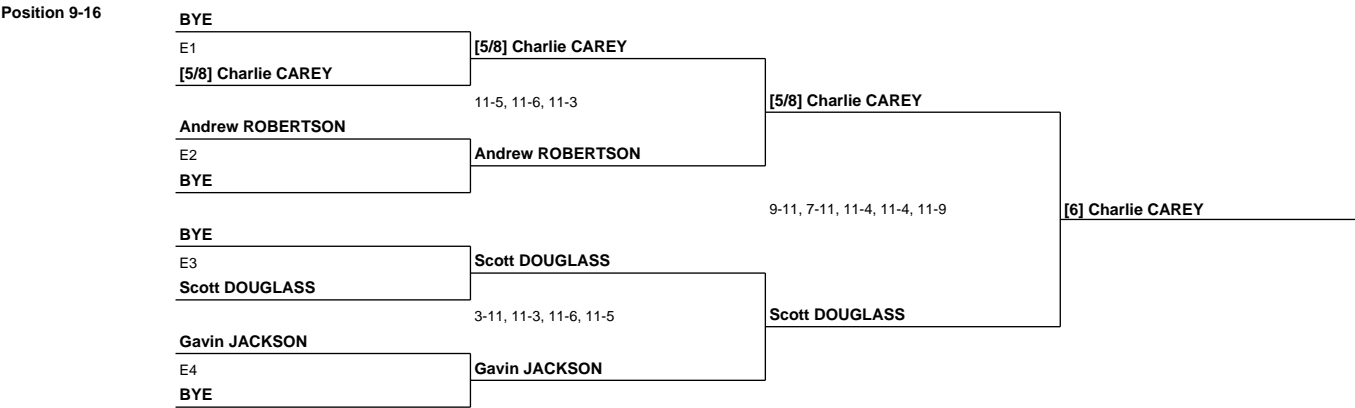 Position 9-16
BYE
E1
[5/8] Charlie CAREY
[5/8] Charlie CAREY
11-5, 11-6, 11-3
[5/8] Charlie CAREY
Andrew ROBERTSON
E2
Andrew ROBERTSON
BYE
9-11, 7-11, 11-4, 11-4, 11-9
[6] Charlie CAREY
BYE
E3
Scott DOUGLASS
Scott DOUGLASS
3-11, 11-3, 11-6, 11-5
Scott DOUGLASS
Gavin JACKSON
E4
Gavin JACKSON
BYE